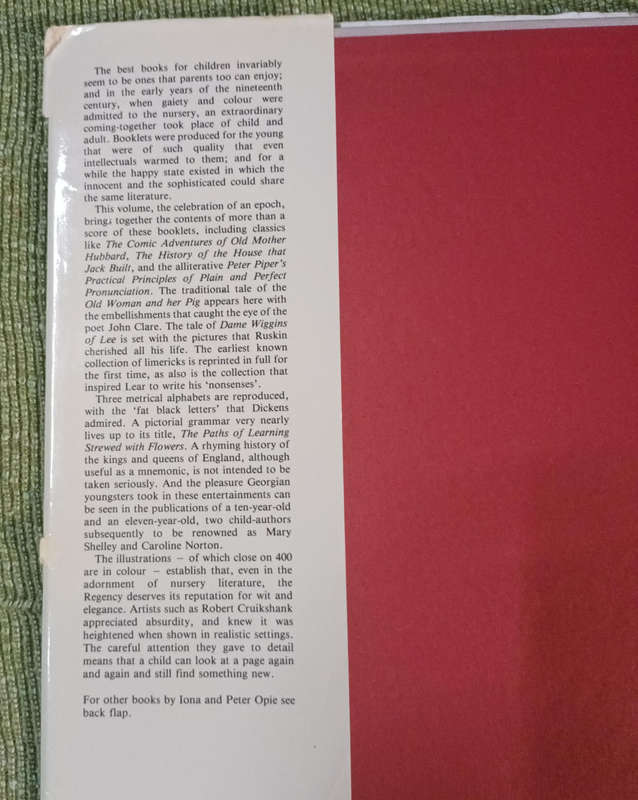 The best books for children invariably
seem to be ones that parents too can enjoy;
and in the early years of the nineteenth
century, when gaiety and colour were
admitted to the nursery, an extraordinary
coming-together took place of child and
adult. Booklets were produced for the young
that were of such quality that even
intellectuals warmed to them; and for a
while the happy state existed in which the
innocent and the sophisticated could share
the same literature.
This volume, the celebration of an epoch,
brings together the contents of more than a
score of these booklets, including classics
like The Comic Adventures of Old Mother
Hubbard, The History of the House that
Jack Built, and the alliterative Peter Piper's
Practical Principles of Plain and Perfect
Pronunciation. The traditional tale of the
Old Woman and her Pig appears here with
the embellishments that caught the eye of the
poet John Clare. The tale of Dame Wiggins
of Lee is set with the pictures that Ruskin
cherished all his life. The earliest known
collection of limericks is reprinted in full for
the first time, as also is the collection that
inspired Lear to write his 'nonsenses'.
Three metrical alphabets are reproduced,
with the 'fat black letters' that Dickens
admired. A pictorial grammar very nearly
lives up to its title, The Paths of Learning
Strewed with Flowers. A rhyming history of
the kings and queens of England, although
useful as a mnemonic, is not intended to be
taken seriously. And the pleasure Georgian
youngsters took in these entertainments can
be seen in the publications of a ten-year-old
and an eleven-year-old, two child-authors
subsequently to be renowned as Mary
Shelley and Caroline Norton.
The illustrations – of which close on 400
are in colour – establish that, even in the
adornment of nursery literature, the
Regency deserves its reputation for wit and
elegance. Artists such as Robert Cruikshank
appreciated absurdity, and knew it was
heightened when shown in realistic settings.
The careful attention they gave to detail
means that a child can look at a page again
and again and still find something new.
For other books by Iona and Peter Opie see
back flap.